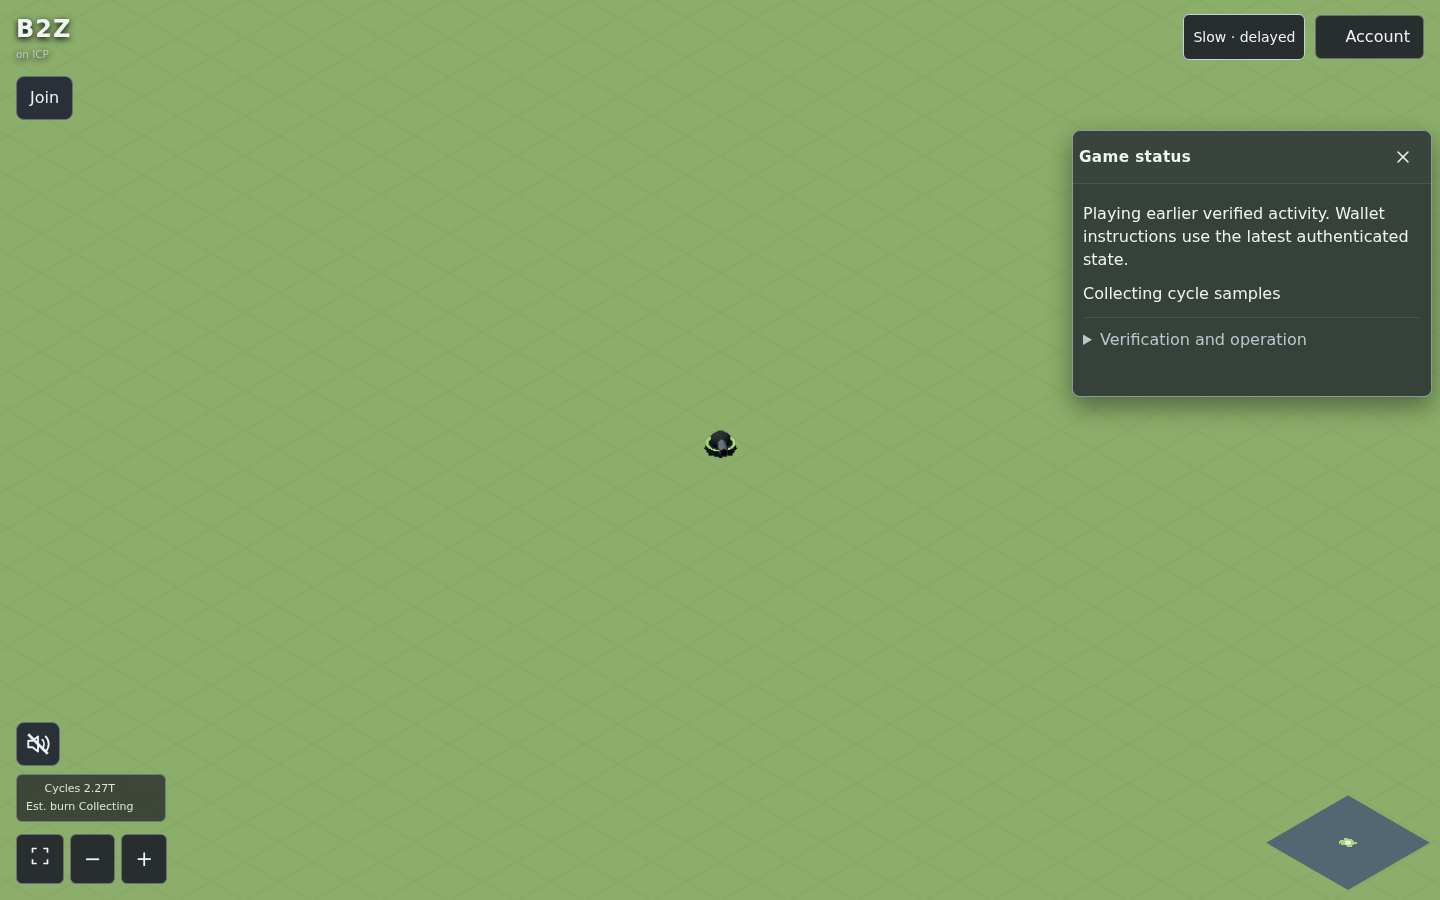 B2Z
on ICP
Join
Slow · delayed
Account
Game status
Playing earlier verified activity. Wallet
instructions use the latest authenticated
state.
Collecting cycle samples
Verification and operation
Cycles 2.27T
Est. burn Collecting